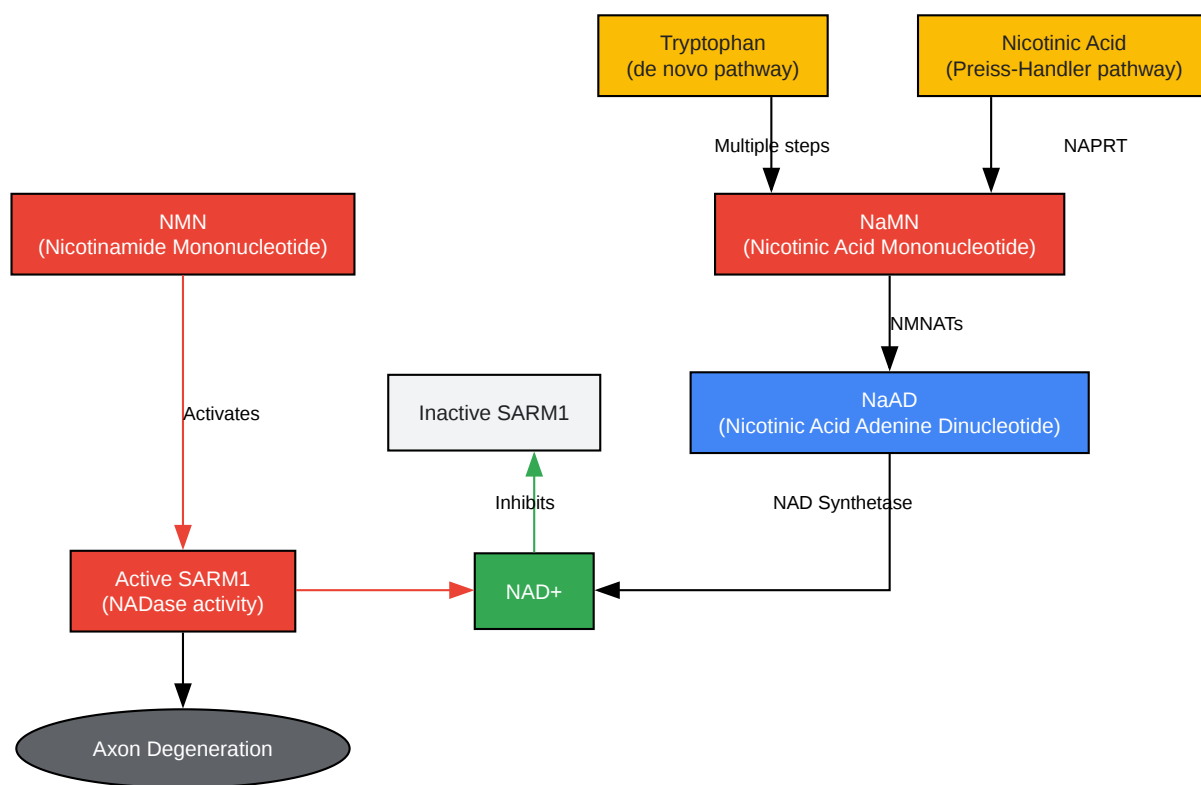 Tryptophan
(de novo pathway)
Nicotinic Acid
(Preiss-Handler pathway)
Multiple steps
NAPRT
NMN
(Nicotinamide Mononucleotide)
NaMN
(Nicotinic Acid Mononucleotide)
NMNATs
Activates
Inactive SARM1
NaAD
(Nicotinic Acid Adenine Dinucleotide)
Inhibits
NAD Synthetase
Active SARM1
(NADase activity)
NAD+
Axon Degeneration